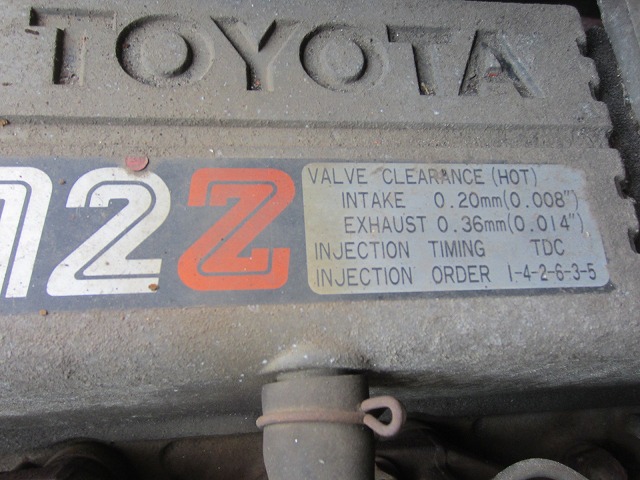 TOYOTA
12Z
VALVE CLEARANCE (HOT)
INTAKE 0.20mm(0.008")
EXHAUST 0.36mm(0.014")
INJECTION TIMING TDC
INJECTION ORDER 1-4-2-6-3-5